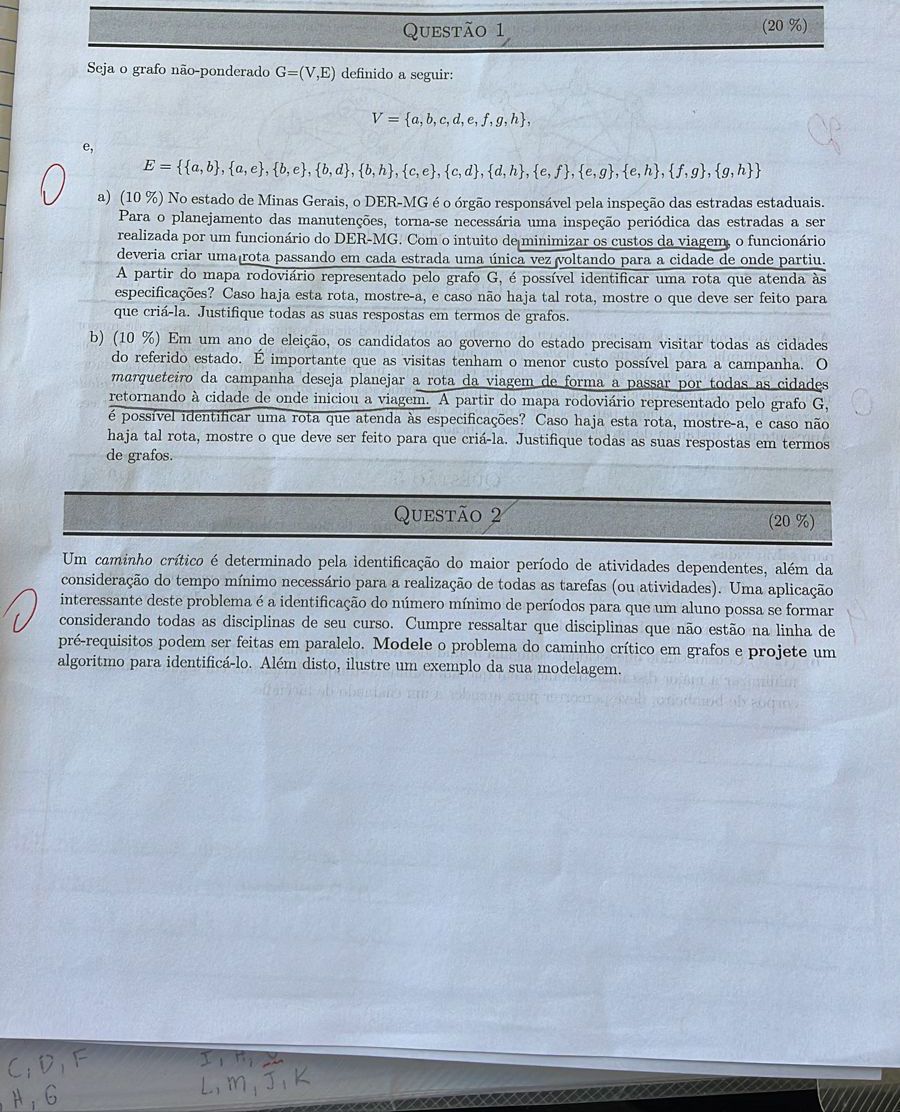 QUESTÃO 1
(20 %)
Seja o grafo não-ponderado G=(V,E) definido a seguir:
V = {a, b, c, d, e, f, g, h},
e,
E = {{a, b}, {a, e}, {b, e}, {b, d}, {b, h}, {c, e}, {c, d}, {d, h}, {e, f}, {e, g}, {e, h}, {f, g}, {g, h}}
a) (10 %) No estado de Minas Gerais, o DER-MG é o órgão responsável pela inspeção das estradas estaduais.
Para o planejamento das manutenções, torna-se necessária uma inspeção periódica das estradas a ser
realizada por um funcionário do DER-MG. Com o intuito de minimizar os custos da viagem, o funcionário
deveria criar uma rota passando em cada estrada uma única vez voltando para a cidade de onde partiu.
A partir do mapa rodoviário representado pelo grafo G, é possível identificar uma rota que atenda às
especificações? Caso haja esta rota, mostre-a, e caso não haja tal rota, mostre o que deve ser feito para
que criá-la. Justifique todas as suas respostas em termos de grafos.
b) (10 %) Em um ano de eleição, os candidatos ao governo do estado precisam visitar todas as cidades
do referido estado. É importante que as visitas tenham o menor custo possível para a campanha. O
marqueteiro da campanha deseja planejar a rota da viagem de forma a passar por todas as cidades
retornando à cidade de onde iniciou a viagem. A partir do mapa rodoviário representado pelo grafo G,
é possível identificar uma rota que atenda às especificações? Caso haja esta rota, mostre-a, e caso não
haja tal rota, mostre o que deve ser feito para que criá-la. Justifique todas as suas respostas em termos
de grafos.
QUESTÃO 2
(20 %)
Um caminho crítico é determinado pela identificação do maior período de atividades dependentes, além da
consideração do tempo mínimo necessário para a realização de todas as tarefas (ou atividades). Uma aplicação
interessante deste problema é a identificação do número mínimo de períodos para que um aluno possa se formar
considerando todas as disciplinas de seu curso. Cumpre ressaltar que disciplinas que não estão na linha de
pré-requisitos podem ser feitas em paralelo. Modele o problema do caminho crítico em grafos e projete um
algoritmo para identificá-lo. Além disto, ilustre um exemplo da sua modelagem.
C, D, F
I, H,
H, G
L, M, J, K